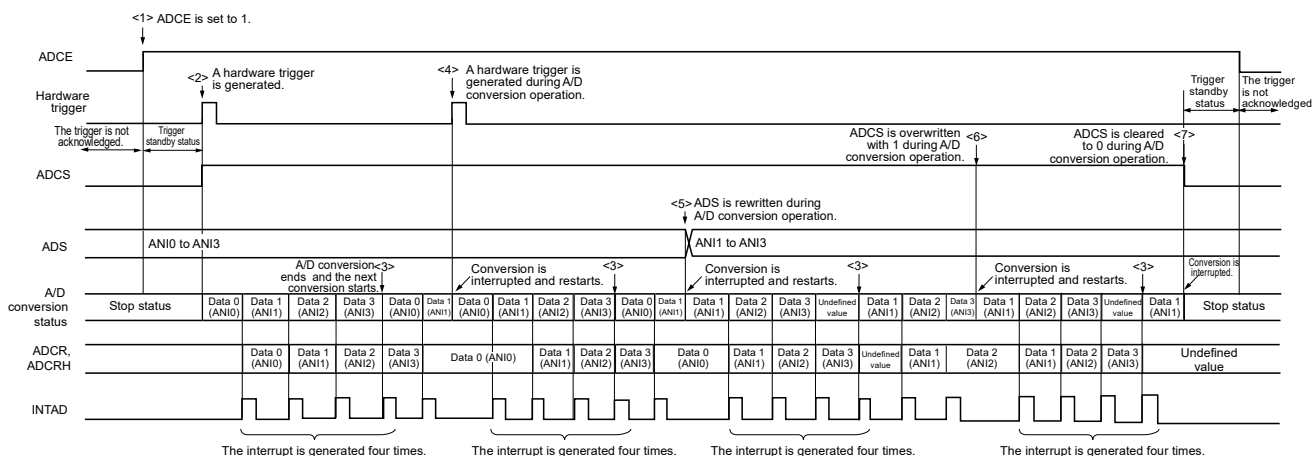 <1> ADCE is set to 1.
ADCE
<2> A hardware trigger
is generated.
<4> A hardware trigger is
generated during A/D
conversion operation.
Trigger
standby
status
The trigger
is not
acknowledged
Hardware
trigger
The trigger is not
acknowledged.
Trigger
standby status
ADCS is overwritten <6>
with 1 during A/D
conversion operation.
ADCS is cleared <7>
to 0 during A/D
conversion operation.
ADCS
<5> ADS is rewritten during
A/D conversion operation.
ADS
ANI0 to ANI3
ANI1 to ANI3
A/D conversion <3>
ends and the next
conversion starts.
Conversion is
interrupted and restarts.
<3>
Conversion is
interrupted and restarts.
<3>
Conversion is
interrupted and restarts.
<3>
Conversion is
interrupted.
A/D
conversion
status
Stop status
Data 0 (ANI0)
Data 1 (ANI1)
Data 2 (ANI2)
Data 3 (ANI3)
Data 0 (ANI0)
Data 1 (ANI1)
Data 0 (ANI0)
Data 1 (ANI1)
Data 2 (ANI2)
Data 3 (ANI3)
Data 0 (ANI0)
Data 1 (ANI1)
Data 1 (ANI1)
Data 2 (ANI2)
Data 3 (ANI3)
Undefined value
Data 1 (ANI1)
Data 2 (ANI2)
Data 3 (ANI3)
Data 1 (ANI1)
Data 2 (ANI2)
Data 3 (ANI3)
Undefined value
Data 1 (ANI1)
Stop status
ADCR,
ADCRH
Data 0 (ANI0)
Data 1 (ANI1)
Data 2 (ANI2)
Data 3 (ANI3)
Data 0 (ANI0)
Data 1 (ANI1)
Data 2 (ANI2)
Data 3 (ANI3)
Data 0 (ANI0)
Data 1 (ANI1)
Data 2 (ANI2)
Data 3 (ANI3)
Undefined value
Data 1 (ANI1)
Data 2 (ANI2)
Data 1 (ANI1)
Data 2 (ANI2)
Data 3 (ANI3)
Undefined value
INTAD
The interrupt is generated four times.
The interrupt is generated four times.
The interrupt is generated four times.
The interrupt is generated four times.